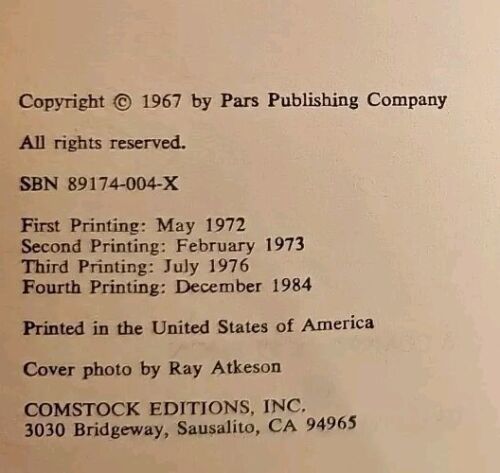 Copyright © 1967 by Pars Publishing Company
All rights reserved.
SBN 89174-004-X
First Printing: May 1972
Second Printing: February 1973
Third Printing: July 1976
Fourth Printing: December 1984
Printed in the United States of America
Cover photo by Ray Atkeson
COMSTOCK EDITIONS, INC.
3030 Bridgeway, Sausalito, CA 94965